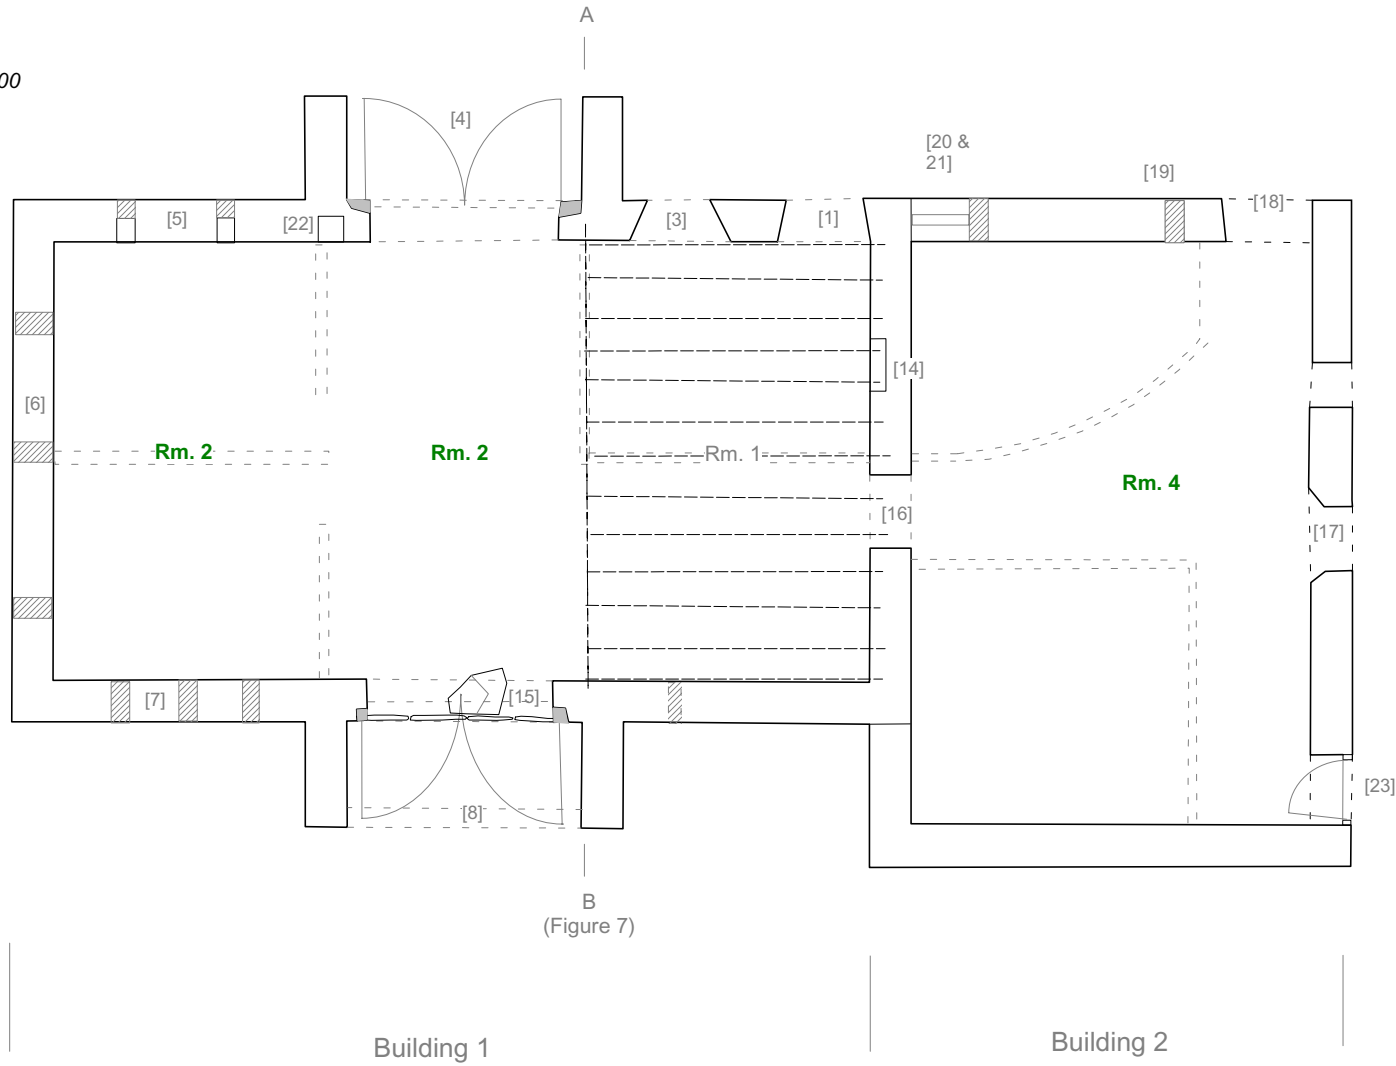 A
00
[4]
[20 &
21]
[19]
[5]
[22]
[3]
[1]
[18]
[14]
[6]
Rm. 2
Rm. 2
Rm. 1
Rm. 4
[16]
[17]
[7]
[15]
[23]
[8]
B
(Figure 7)
Building 1
Building 2